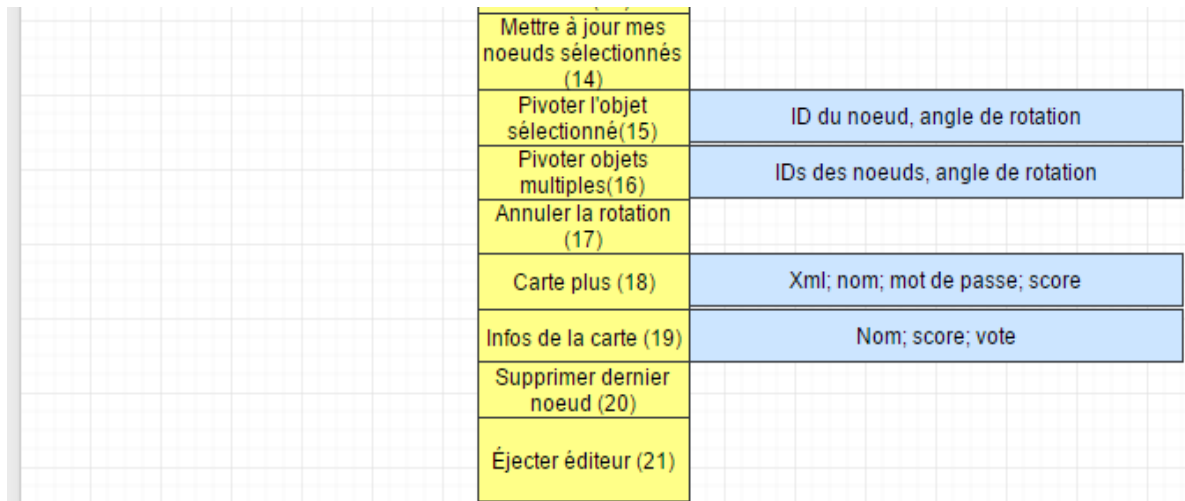 Mettre à jour mes
noeuds sélectionnés
(14)
Pivoter l'objet
sélectionné(15)
ID du noeud, angle de rotation
Pivoter objets
multiples(16)
IDs des noeuds, angle de rotation
Annuler la rotation
(17)
Carte plus (18)
Xml; nom; mot de passe; score
Infos de la carte (19)
Nom; score; vote
Supprimer dernier
noeud (20)
Éjecter éditeur (21)